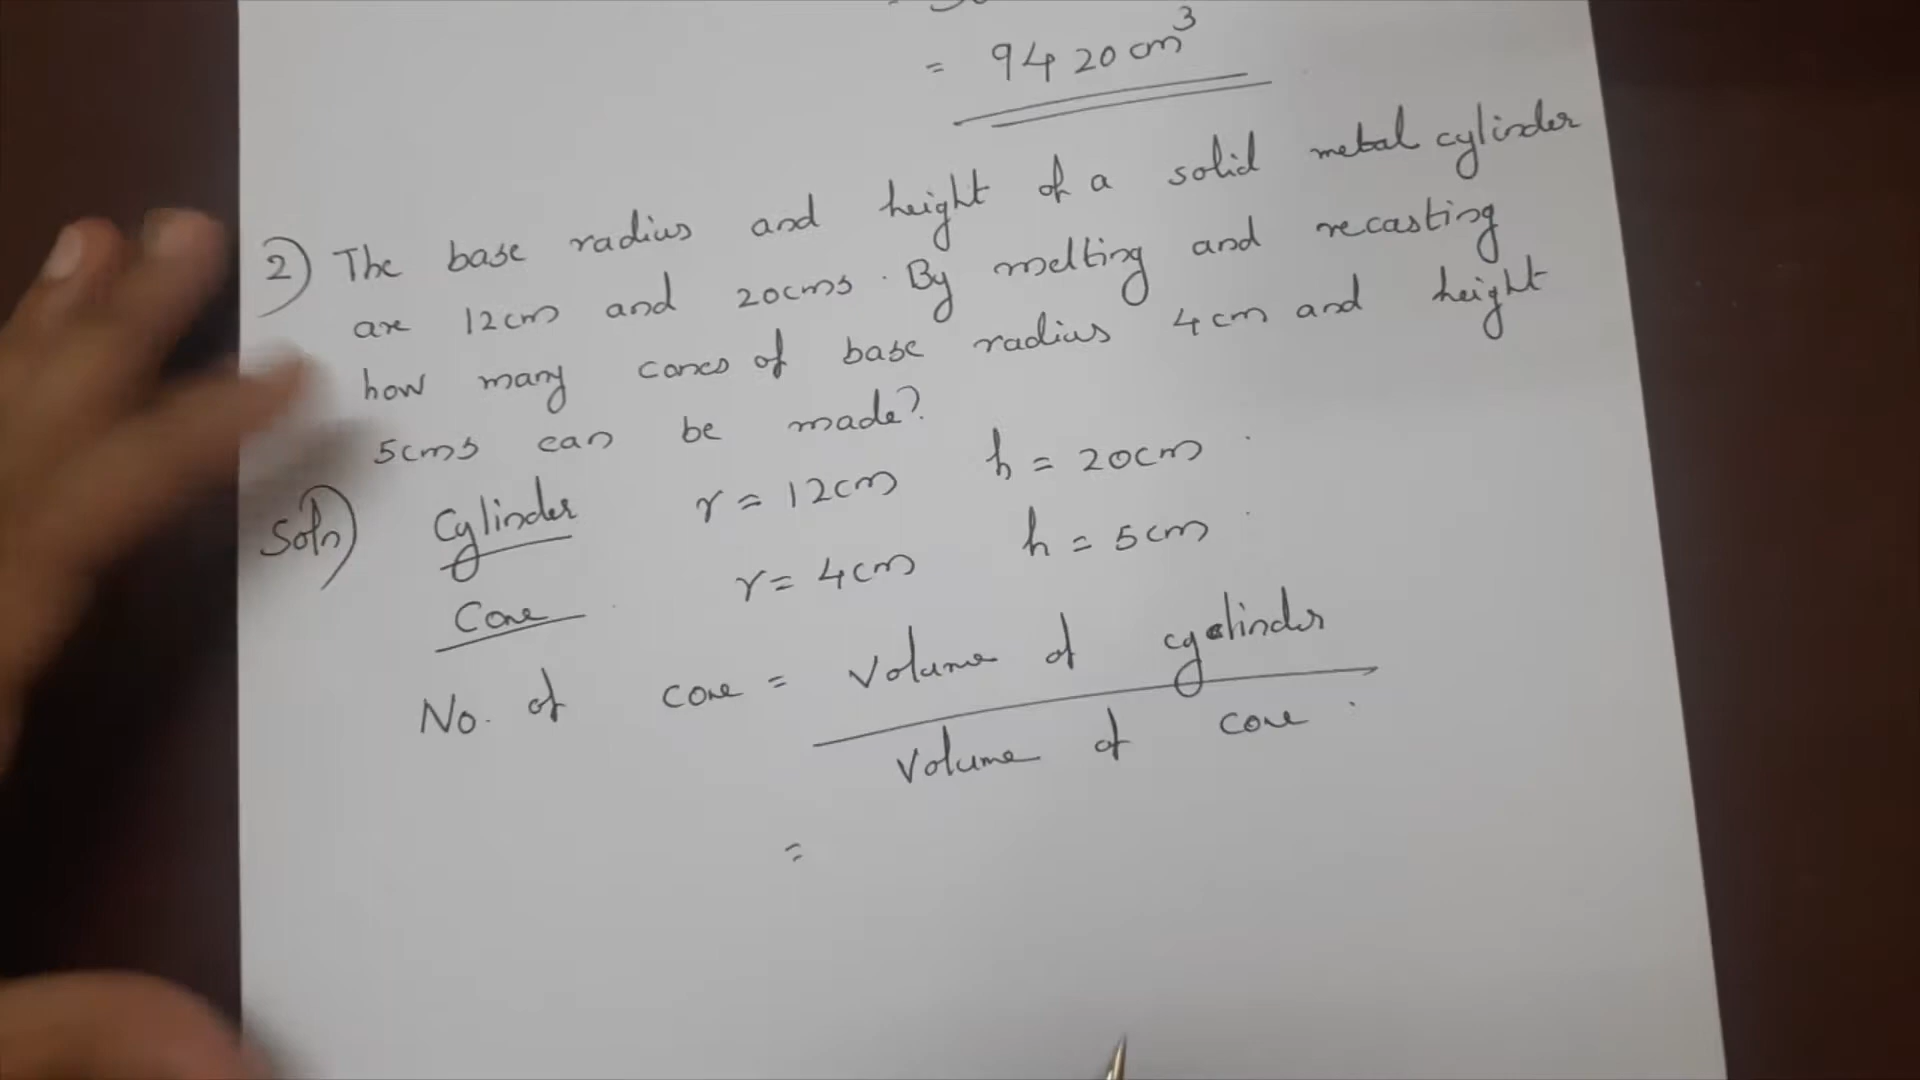 = 9420 cm³
2) The base radius and height of a solid metal cylinder
are 12cm and 20cms. By melting and recasting
how many cones of base radius 4cm and height
5cms can be made?
Soln) Cylinder r = 12cm h = 20cm.
Cone r = 4cm h = 5cm.
No. of cone = Volume of cylinder
Volume of cone.
=